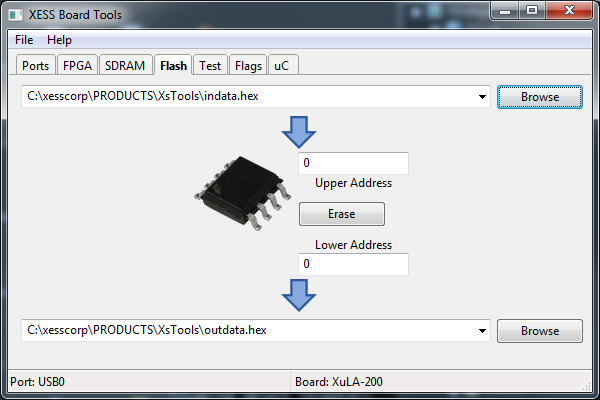 XESS Board Tools
File Help
Ports FPGA SDRAM Flash Test Flags uC
C:\xesscorp\PRODUCTS\XsTools\indata.hex Browse
0
Upper Address
Erase
Lower Address
0
C:\xesscorp\PRODUCTS\XsTools\outdata.hex Browse
Port: USB0 Board: XuLA-200